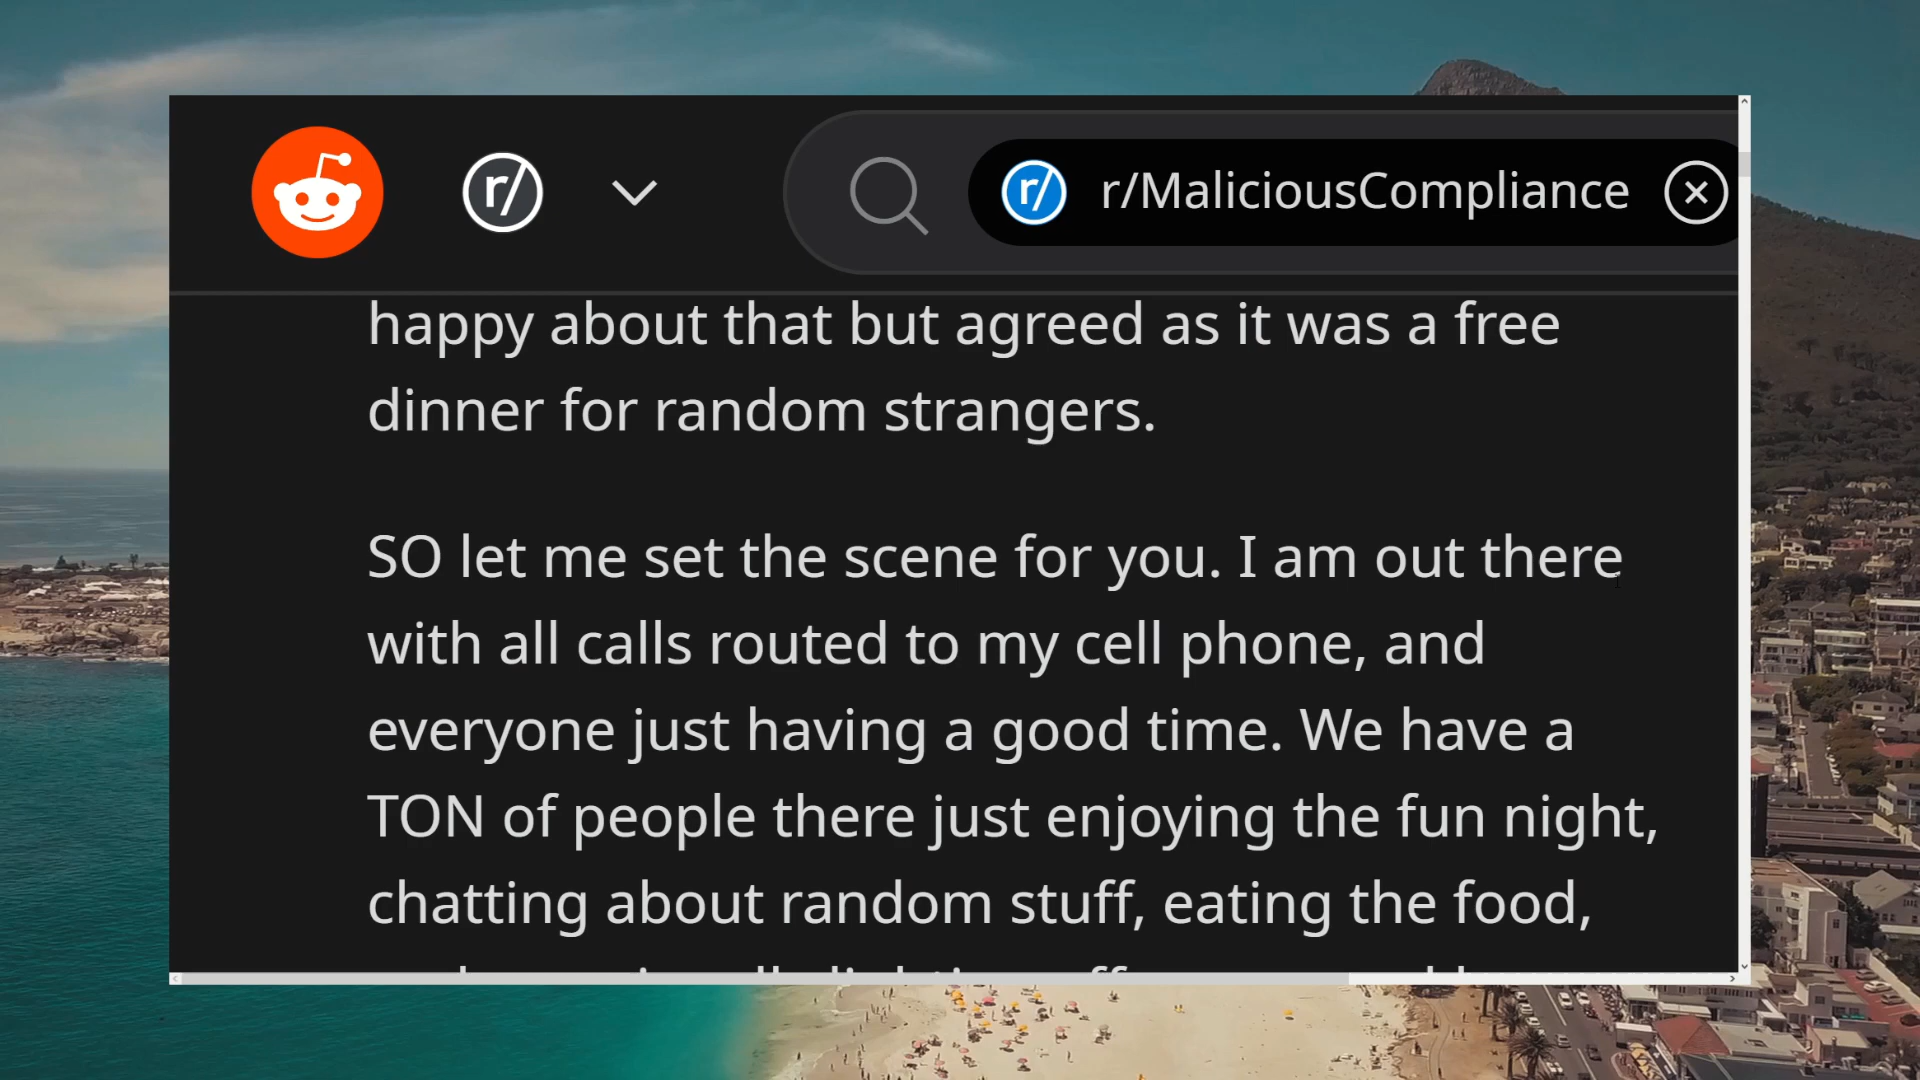 r/
r/
r/MaliciousCompliance
happy about that but agreed as it was a free
dinner for random strangers.
SO let me set the scene for you. I am out there
with all calls routed to my cell phone, and
everyone just having a good time. We have a
TON of people there just enjoying the fun night,
chatting about random stuff, eating the food,